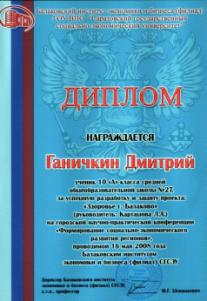 Балаковский институт экономики и бизнеса (филиал)
ГОУ ВПО «Саратовский государственный
социально-экономический университет»
ДИПЛОМ
НАГРАЖДАЕТСЯ
Ганичкин Дмитрий
ученик 10 «А» класса средней
общеобразовательной школы №27,
за успешную разработку и защиту проекта:
«Здоровье г. Балаково»
(руководитель: Карташова Л.А.)
на городской научно-практической конференции
«Формирование социально-экономического
развития регионов»,
проводимой 16 мая 2008 года
Балаковским институтом
экономики и бизнеса (филиал) СГСЭУ
Директор Балаковского института
экономики и бизнеса (филиал) СГСЭУ
профессор